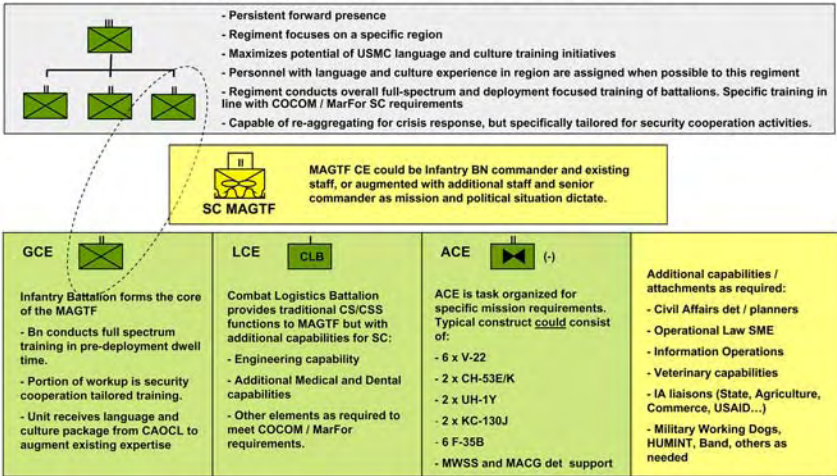 - Persistent forward presence
- Regiment focuses on a specific region
- Maximizes potential of USMC language and culture training initiatives
- Personnel with language and culture experience in region are assigned when possible to this regiment
- Regiment conducts overall full-spectrum and deployment focused training of battalions. Specific training in
line with COCOM / MarFor SC requirements
- Capable of re-aggregating for crisis response, but specifically tailored for security cooperation activities.
III
II
II
II
II
SC MAGTF
MAGTF CE could be Infantry BN commander and existing
staff, or augmented with additional staff and senior
commander as mission and political situation dictate.
GCE
II
Infantry Battalion forms the core
of the MAGTF
- Bn conducts full spectrum
training in pre-deployment dwell
time.
- Portion of workup is security
cooperation tailored training.
- Unit receives language and
culture package from CAOCL to
augment existing expertise
LCE
I
CLB
Combat Logistics Battalion
provides traditional CS/CSS
functions to MAGTF but with
additional capabilities for SC:
- Engineering capability
- Additional Medical and Dental
capabilities
- Other elements as required to
meet COCOM / MarFor
requirements.
ACE
II
(-)
ACE is task organized for
specific mission requirements.
Typical construct could consist
of:
- 6 x V-22
- 2 x CH-53E/K
- 2 x UH-1Y
- 2 x KC-130J
- 6 F-35B
- MWSS and MACG det support
Additional capabilities /
attachments as required:
- Civil Affairs det / planners
- Operational Law SME
- Information Operations
- Veterinary capabilities
- IA liaisons (State, Agriculture,
Commerce, USAID…)
- Military Working Dogs,
HUMINT, Band, others as
needed